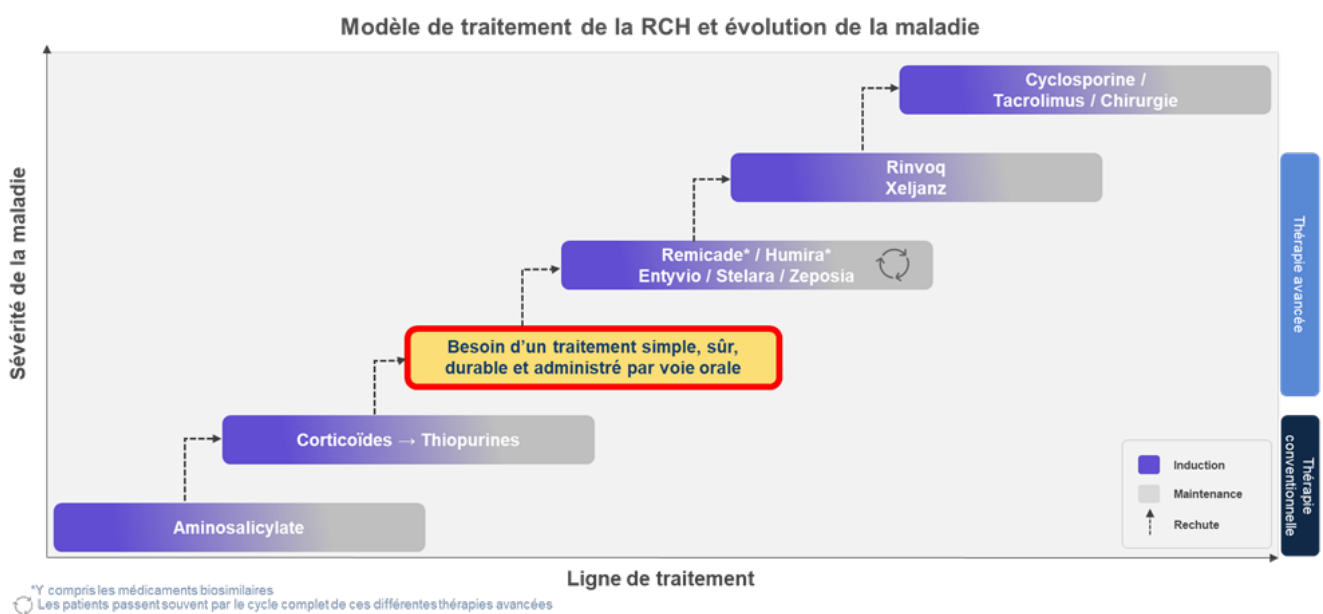 Modèle de traitement de la RCH et évolution de la maladie
Sévérité de la maladie
Cyclosporine /
Tacrolimus / Chirurgie
Rinvoq
Xeljanz
Remicade* / Humira*
Entyvio / Stelara / Zeposia
Besoin d'un traitement simple, sûr,
durable et administré par voie orale
Corticoïdes → Thiopurines
Aminosalicylate
Thérapie avancée
Thérapie
conventionnelle
Induction
Maintenance
Rechute
Ligne de traitement
*Y compris les médicaments biosimilaires
Les patients passent souvent par le cycle complet de ces différentes thérapies avancées